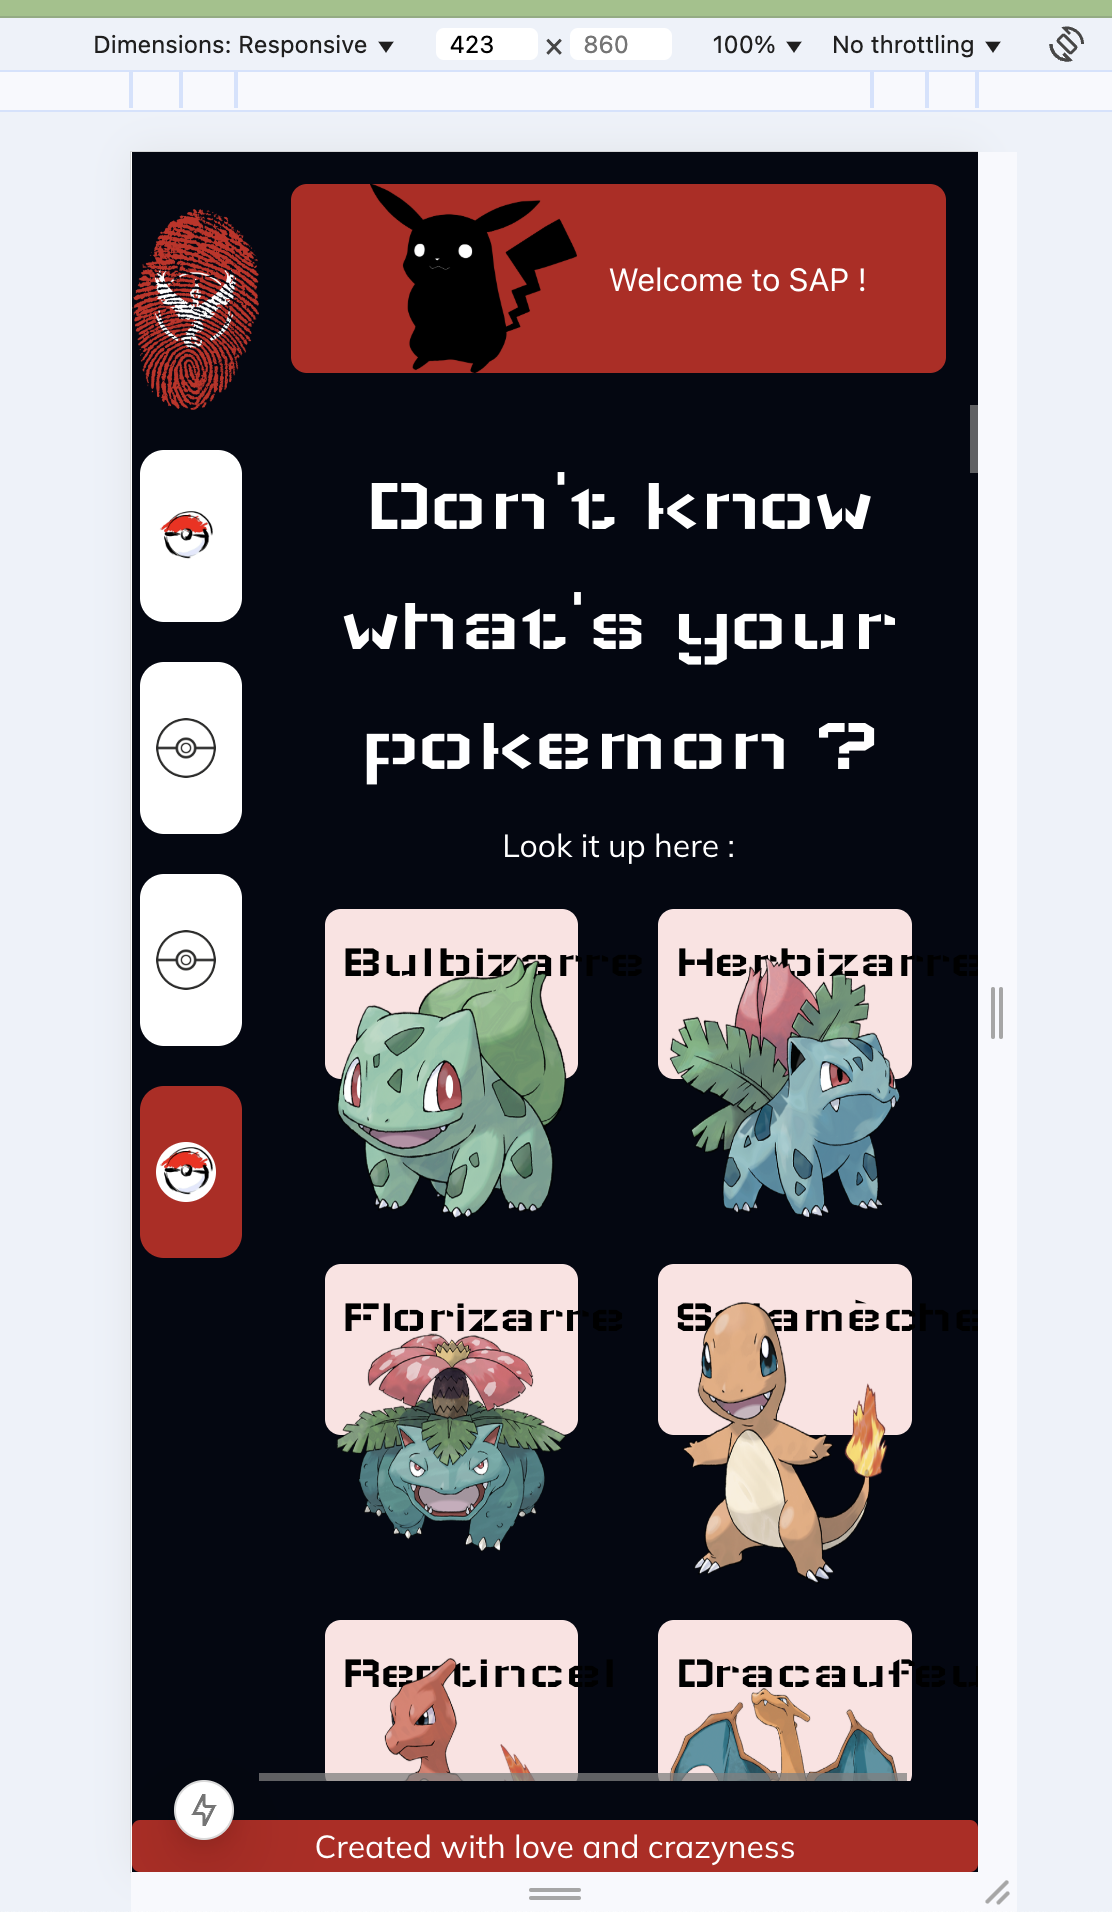 Dimensions: Responsive ▼ 423 × 860 100% ▼ No throttling ▼
Welcome to SAP !
Don't know
what's your
pokemon ?
Look it up here :
Bulbizarre Herbizarre
Florizarre Salamèche
Reptincel Dracaufeu
Created with love and crazyness